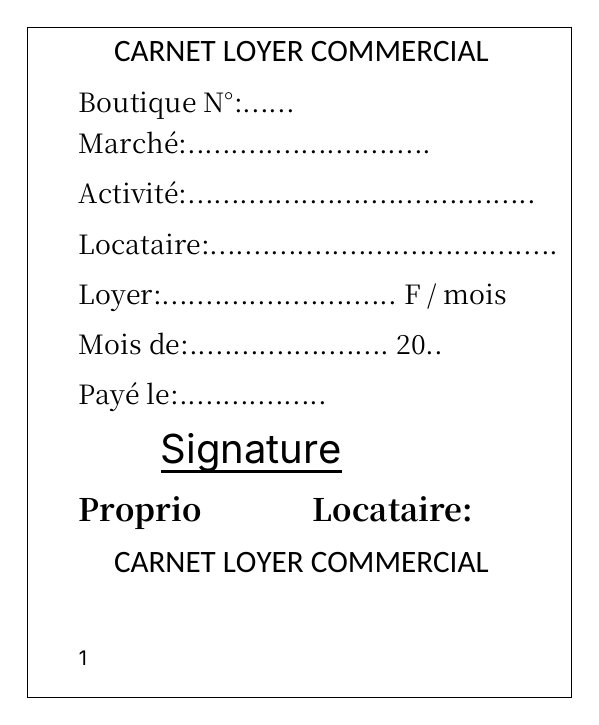 CARNET LOYER COMMERCIAL
Boutique N°:......
Marché:............................
Activité:........................................
Locataire:........................................
Loyer:........................... F / mois
Mois de:....................... 20..
Payé le:.................
Signature
Proprio Locataire:
CARNET LOYER COMMERCIAL
1